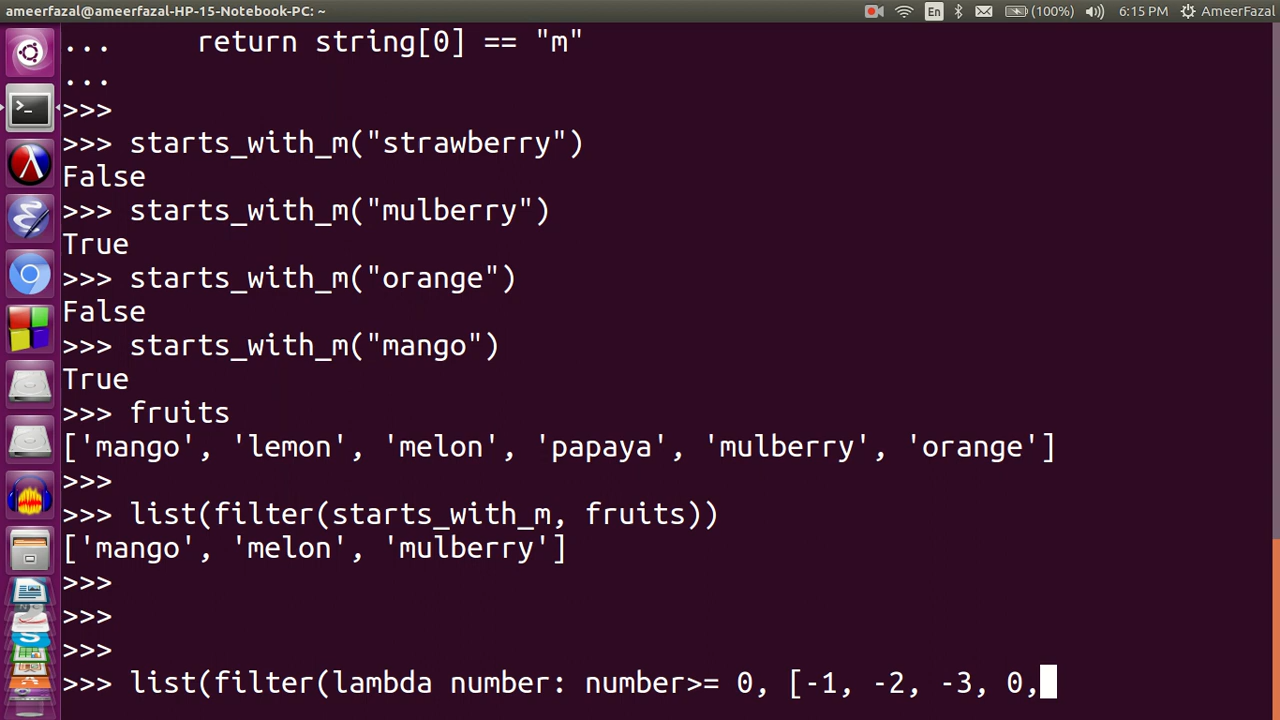 ameerfazal@ameerfazal-HP-15-Notebook-PC: ~ En (100%) 6:15 PM AmeerFazal
... return string[0] == "m"
...
>>>
>>> starts_with_m("strawberry")
False
>>> starts_with_m("mulberry")
True
>>> starts_with_m("orange")
False
>>> starts_with_m("mango")
True
>>> fruits
['mango', 'lemon', 'melon', 'papaya', 'mulberry', 'orange']
>>>
>>> list(filter(starts_with_m, fruits))
['mango', 'melon', 'mulberry']
>>>
>>>
>>>
>>> list(filter(lambda number: number>= 0, [-1, -2, -3, 0,